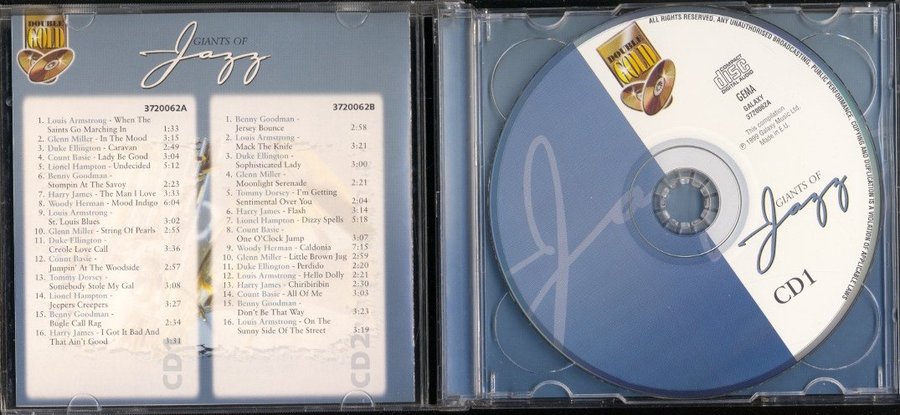 DOUBLE
GOLD
GIANTS OF
Jazz
3720062A
1. Louis Armstrong - When The
Saints Go Marching In 1:33
2. Glenn Miller - In The Mood 3:15
3. Duke Ellington - Caravan 2:49
4. Count Basie - Lady Be Good 3:04
5. Lionel Hampton - Undecided 5:12
6. Benny Goodman -
Stompin At The Savoy 2:23
7. Harry James - The Man I Love 3:33
8. Woody Herman - Mood Indigo 6:04
9. Louis Armstrong -
St. Louis Blues 3:02
10. Glenn Miller - String Of Pearls 2:55
11. Duke Ellington -
Creole Love Call 3:36
12. Count Basie -
Jumpin' At The Woodside 2:57
13. Tommy Dorsey -
Somebody Stole My Gal 3:08
14. Lionel Hampton -
Jeepers Creepers 3:27
15. Benny Goodman -
Bugle Call Rag 2:34
16. Harry James - I Got It Bad And
That Ain't Good 3:31
CD1
3720062B
1. Benny Goodman -
Jersey Bounce 2:58
2. Louis Armstrong -
Mack The Knife 3:21
3. Duke Ellington -
Sophisticated Lady 3:00
4. Glenn Miller -
Moonlight Serenade 2:21
5. Tommy Dorsey - I'm Getting
Sentimental Over You 2:04
6. Harry James - Flash 3:14
7. Lionel Hampton - Dizzy Spells 5:18
8. Count Basie -
One O'Clock Jump 3:07
9. Woody Herman - Caldonia 7:15
10. Glenn Miller - Little Brown Jug 2:59
11. Duke Ellington - Perdido 2:20
12. Louis Armstrong - Hello Dolly 2:21
13. Harry James - Chiribiribin 2:30
14. Count Basie - All Of Me 3:03
15. Benny Goodman -
Don't Be That Way 3:23
16. Louis Armstrong - On The
Sunny Side Of The Street 3:19
CD2
DOUBLE
GOLD
COMPACT
disc
DIGITAL AUDIO
GEMA
GALAXY
3720062A
This compilation
℗ 1999 Galaxy Music Ltd.
Made in E.U.
ALL RIGHTS RESERVED. ANY UNAUTHORISED BROADCASTING, PUBLIC PERFORMANCE, COPYING AND DUPLICATION IS A VIOLATION OF APPLICABLE LAWS
Jazz
GIANTS OF
Jazz
CD1